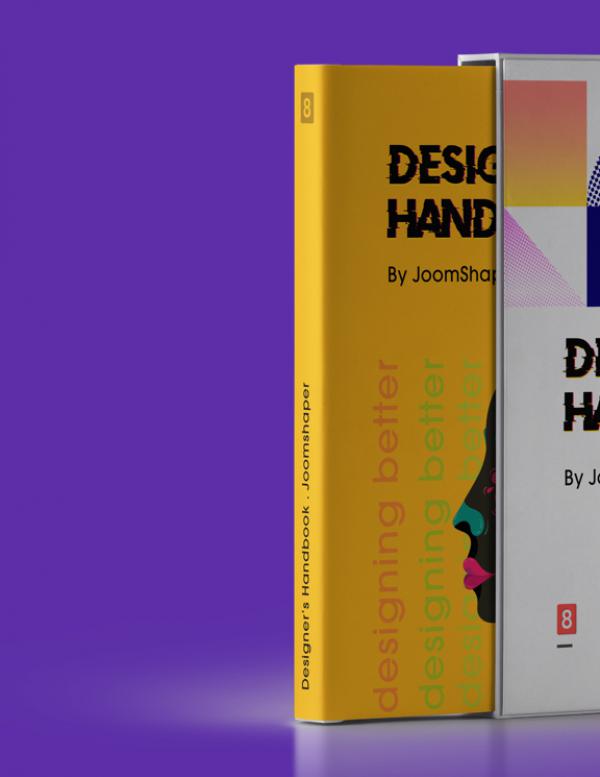 8
DESIG
HAND
By JoomShap
designing better
designing better
designing better
Designer's Handbook . Joomshaper
DE
HA
By Jo
8